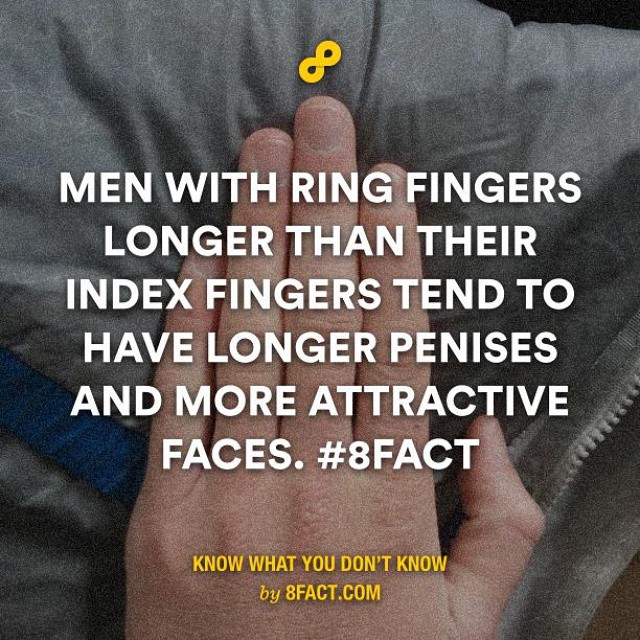 MEN WITH RING FINGERS
LONGER THAN THEIR
INDEX FINGERS TEND TO
HAVE LONGER PENISES
AND MORE ATTRACTIVE
FACES. #8FACT
KNOW WHAT YOU DON'T KNOW
by 8FACT.COM